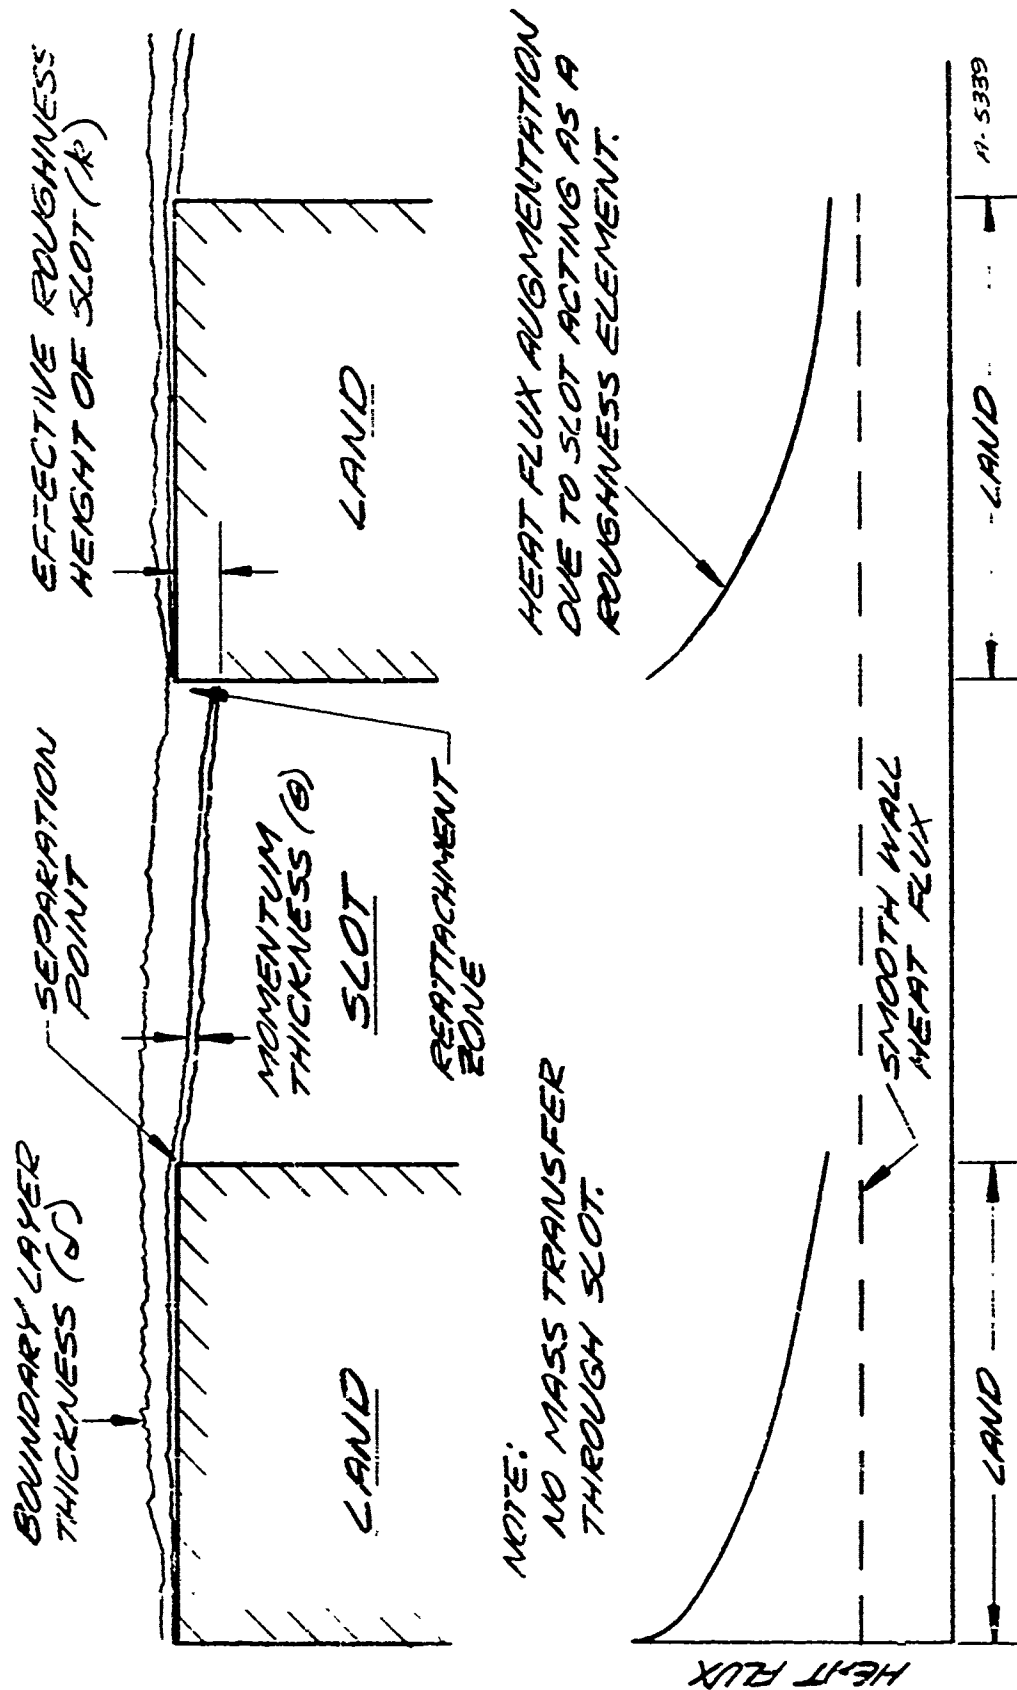 BOUNDARY LAYER
THICKNESS (δ)
SEPARATION
POINT
EFFECTIVE ROUGHNESS
HEIGHT OF SLOT (k)
LAND
MOMENTUM
THICKNESS (θ)
SLOT
REATTACHMENT
ZONE
LAND
NOTE:
NO MASS TRANSFER
THROUGH SLOT.
HEAT FLUX AUGMENTATION
DUE TO SLOT ACTING AS A
ROUGHNESS ELEMENT.
HEAT FLUX
SMOOTH WALL
HEAT FLUX
LAND
LAND
A-5339